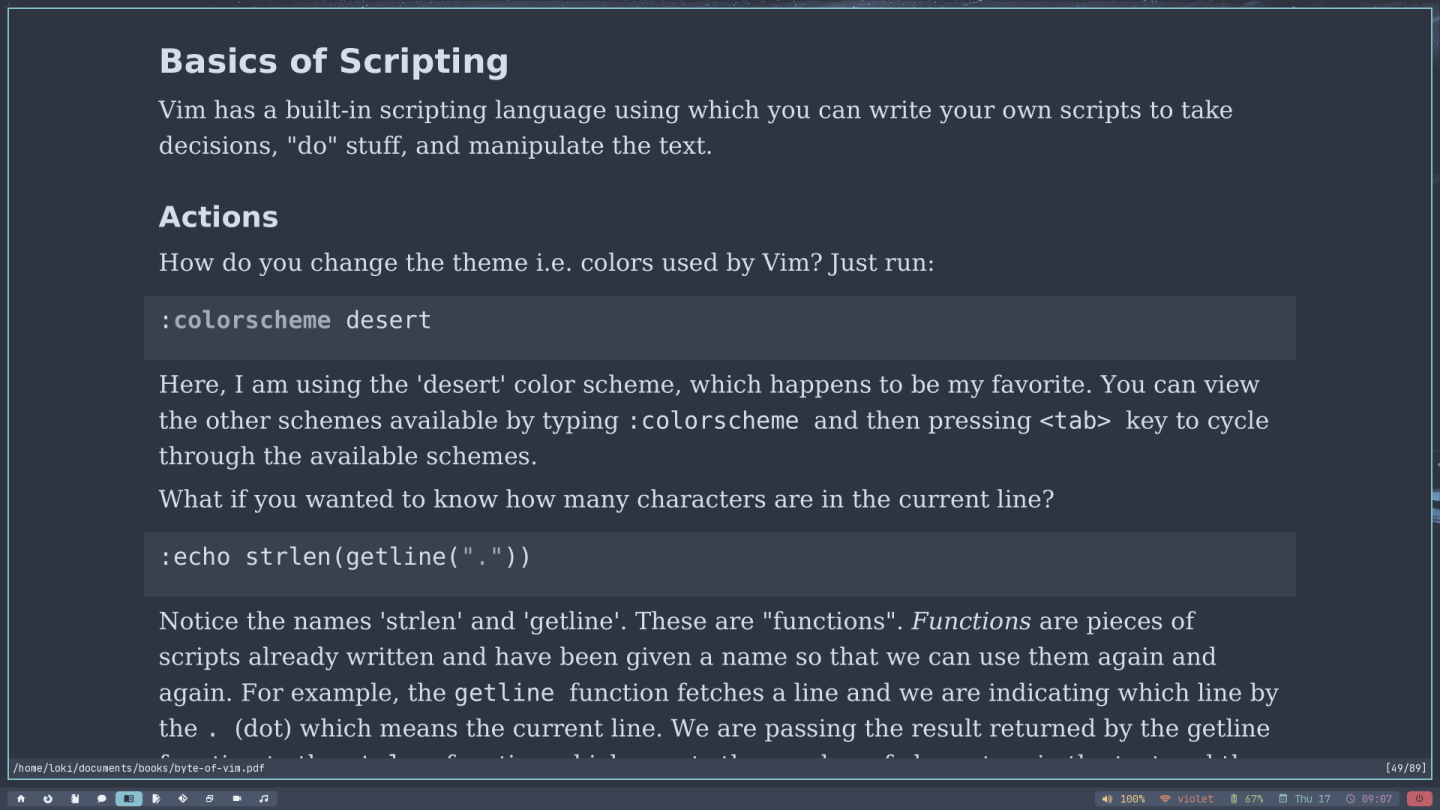 Basics of Scripting
Vim has a built-in scripting language using which you can write your own scripts to take
decisions, "do" stuff, and manipulate the text.
Actions
How do you change the theme i.e. colors used by Vim? Just run:
:colorscheme desert
Here, I am using the 'desert' color scheme, which happens to be my favorite. You can view
the other schemes available by typing :colorscheme and then pressing <tab> key to cycle
through the available schemes.
What if you wanted to know how many characters are in the current line?
:echo strlen(getline("."))
Notice the names 'strlen' and 'getline'. These are "functions". Functions are pieces of
scripts already written and have been given a name so that we can use them again and
again. For example, the getline function fetches a line and we are indicating which line by
the . (dot) which means the current line. We are passing the result returned by the getline
/home/loki/documents/books/byte-of-vim.pdf [49/89]
100% violet 67% Thu 17 09:07